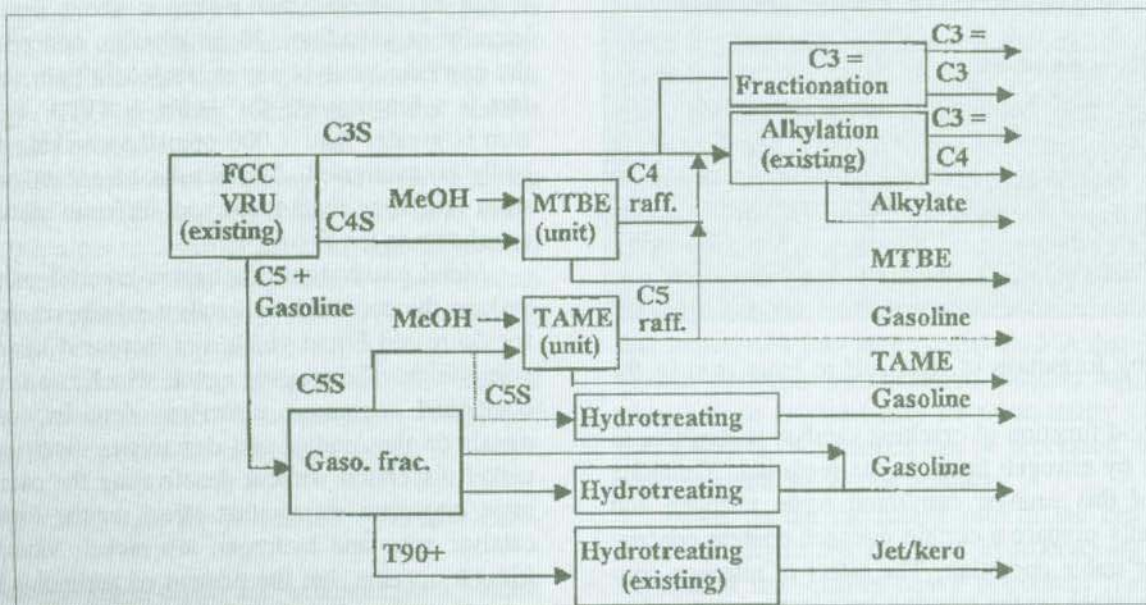 C3 =
C3 =
Fractionation
C3
C3S
Alkylation
(existing)
C3 =
C4
FCC
VRU
(existing)
MeOH
C4
raff.
MTBE
(unit)
C4S
Alkylate
C5 +
Gasoline
MTBE
C5
raff.
MeOH
TAME
(unit)
Gasoline
TAME
C5S
C5S
Hydrotreating
Gasoline
Gaso. frac.
Gasoline
Hydrotreating
T90+
Hydrotreating
(existing)
Jet/kero